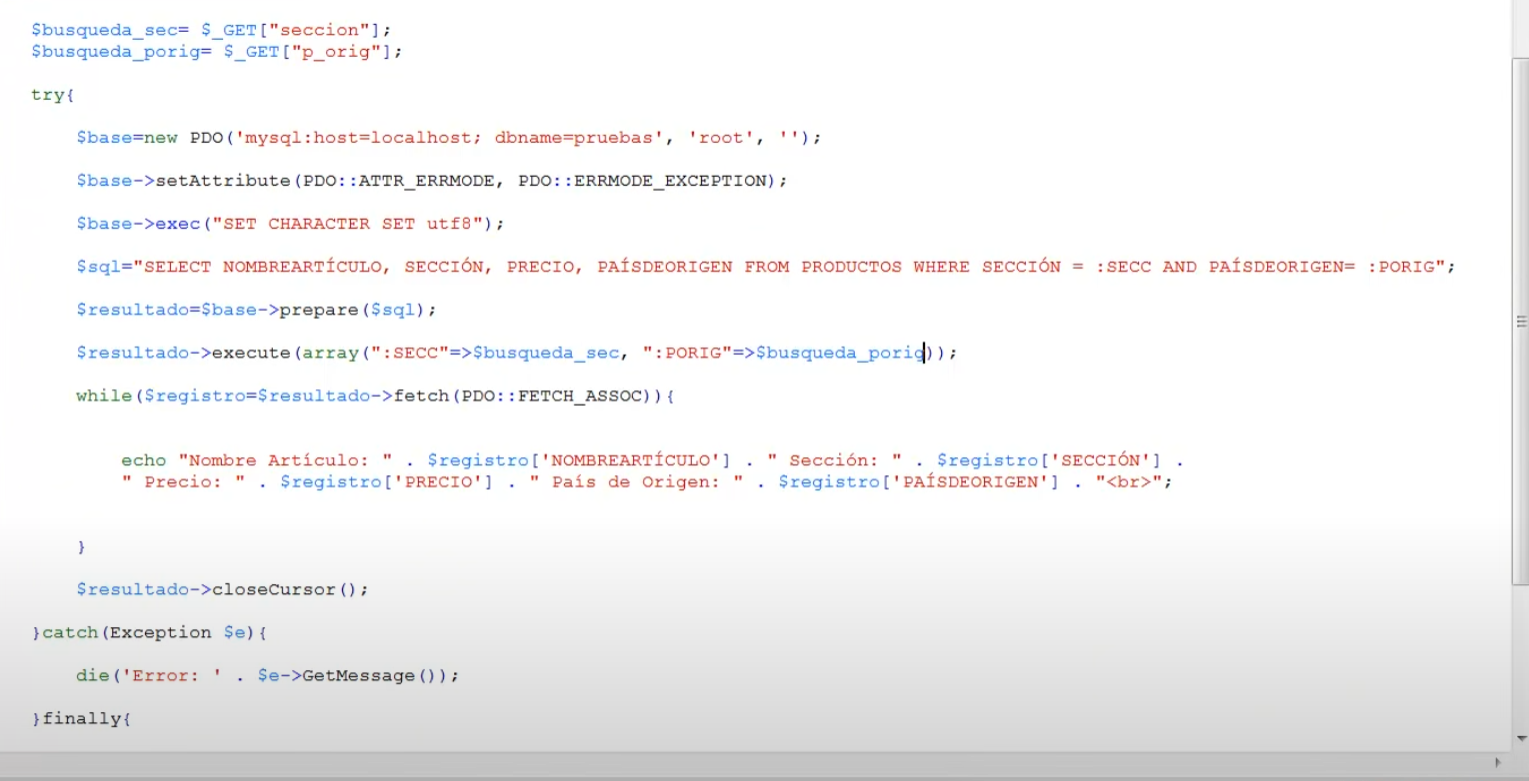 $busqueda_sec= $_GET["seccion"];
$busqueda_porig= $_GET["p_orig"];
try{
$base=new PDO('mysql:host=localhost; dbname=pruebas', 'root', '');
$base->setAttribute(PDO::ATTR_ERRMODE, PDO::ERRMODE_EXCEPTION);
$base->exec("SET CHARACTER SET utf8");
$sql="SELECT NOMBREARTÍCULO, SECCIÓN, PRECIO, PAÍSDEORIGEN FROM PRODUCTOS WHERE SECCIÓN = :SECC AND PAÍSDEORIGEN= :PORIG";
$resultado=$base->prepare($sql);
$resultado->execute(array(":SECC"=>$busqueda_sec, ":PORIG"=>$busqueda_porig));
while($registro=$resultado->fetch(PDO::FETCH_ASSOC)){
echo "Nombre Artículo: " . $registro['NOMBREARTÍCULO'] . " Sección: " . $registro['SECCIÓN'] .
" Precio: " . $registro['PRECIO'] . " País de Origen: " . $registro['PAÍSDEORIGEN'] . "<br>";
}
$resultado->closeCursor();
}catch(Exception $e){
die('Error: ' . $e->GetMessage());
}finally{